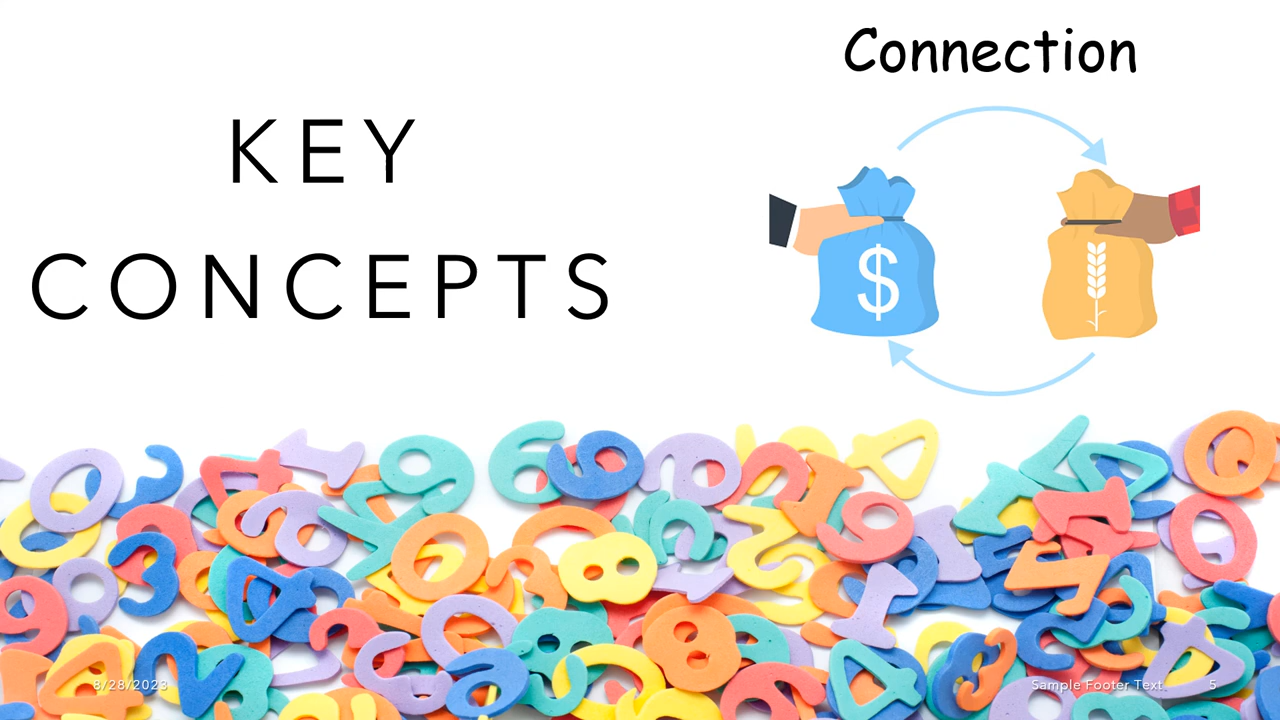 Connection
KEY
CONCEPTS
$
8/28/2023
Sample Footer Text
5